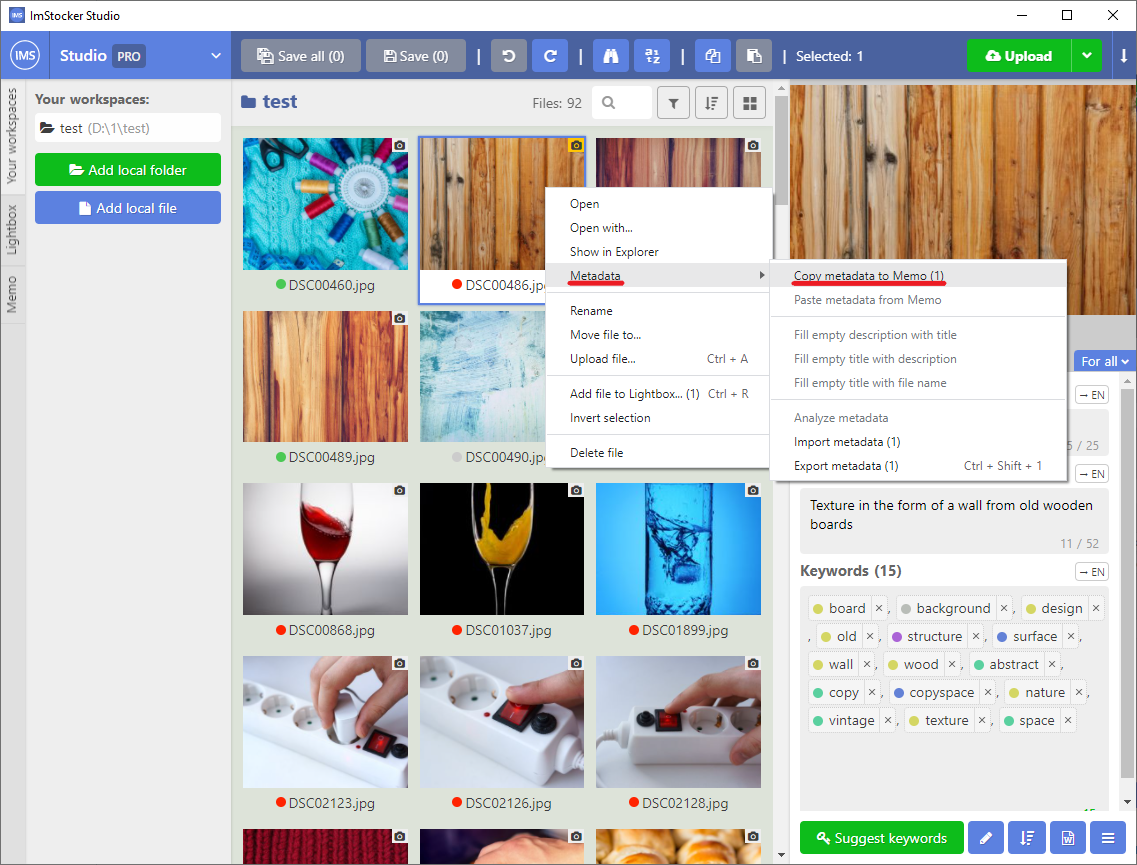 IMS ImStocker Studio
IMS Studio PRO
Save all (0) Save (0) | | | | Selected: 1 Upload
Your workspaces
Lightbox
Memo
Your workspaces:
test (D:\1\test)
Add local folder
Add local file
test Files: 92
DSC00460.jpg DSC00486.jpg
DSC00489.jpg DSC00490.jp
DSC00868.jpg DSC01037.jpg DSC01899.jpg
DSC02123.jpg DSC02126.jpg DSC02128.jpg
Open
Open with...
Show in Explorer
Metadata
Rename
Move file to...
Upload file... Ctrl + A
Add file to Lightbox... (1) Ctrl + R
Invert selection
Delete file
Copy metadata to Memo (1)
Paste metadata from Memo
Fill empty description with title
Fill empty title with description
Fill empty title with file name
Analyze metadata
Import metadata (1)
Export metadata (1) Ctrl + Shift + 1
For all
→ EN
/ 25
→ EN
Texture in the form of a wall from old wooden
boards
11 / 52
Keywords (15) → EN
board ×, background ×, design ×
, old ×, structure ×, surface ×,
wall ×, wood ×, abstract ×,
copy ×, copyspace ×, nature ×,
vintage ×, texture ×, space ×
Suggest keywords